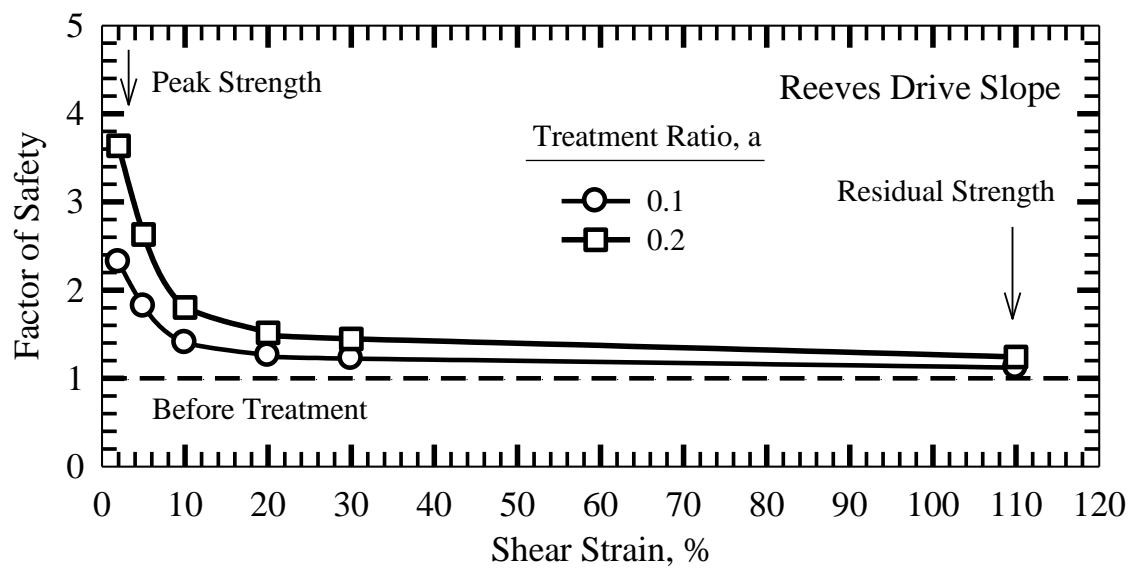 5
Peak Strength
Reeves Drive Slope
4
Treatment Ratio, a
3
0.1
Residual Strength
0.2
2
1
Before Treatment
0
Factor of Safety
0 10 20 30 40 50 60 70 80 90 100 110 120
Shear Strain, %